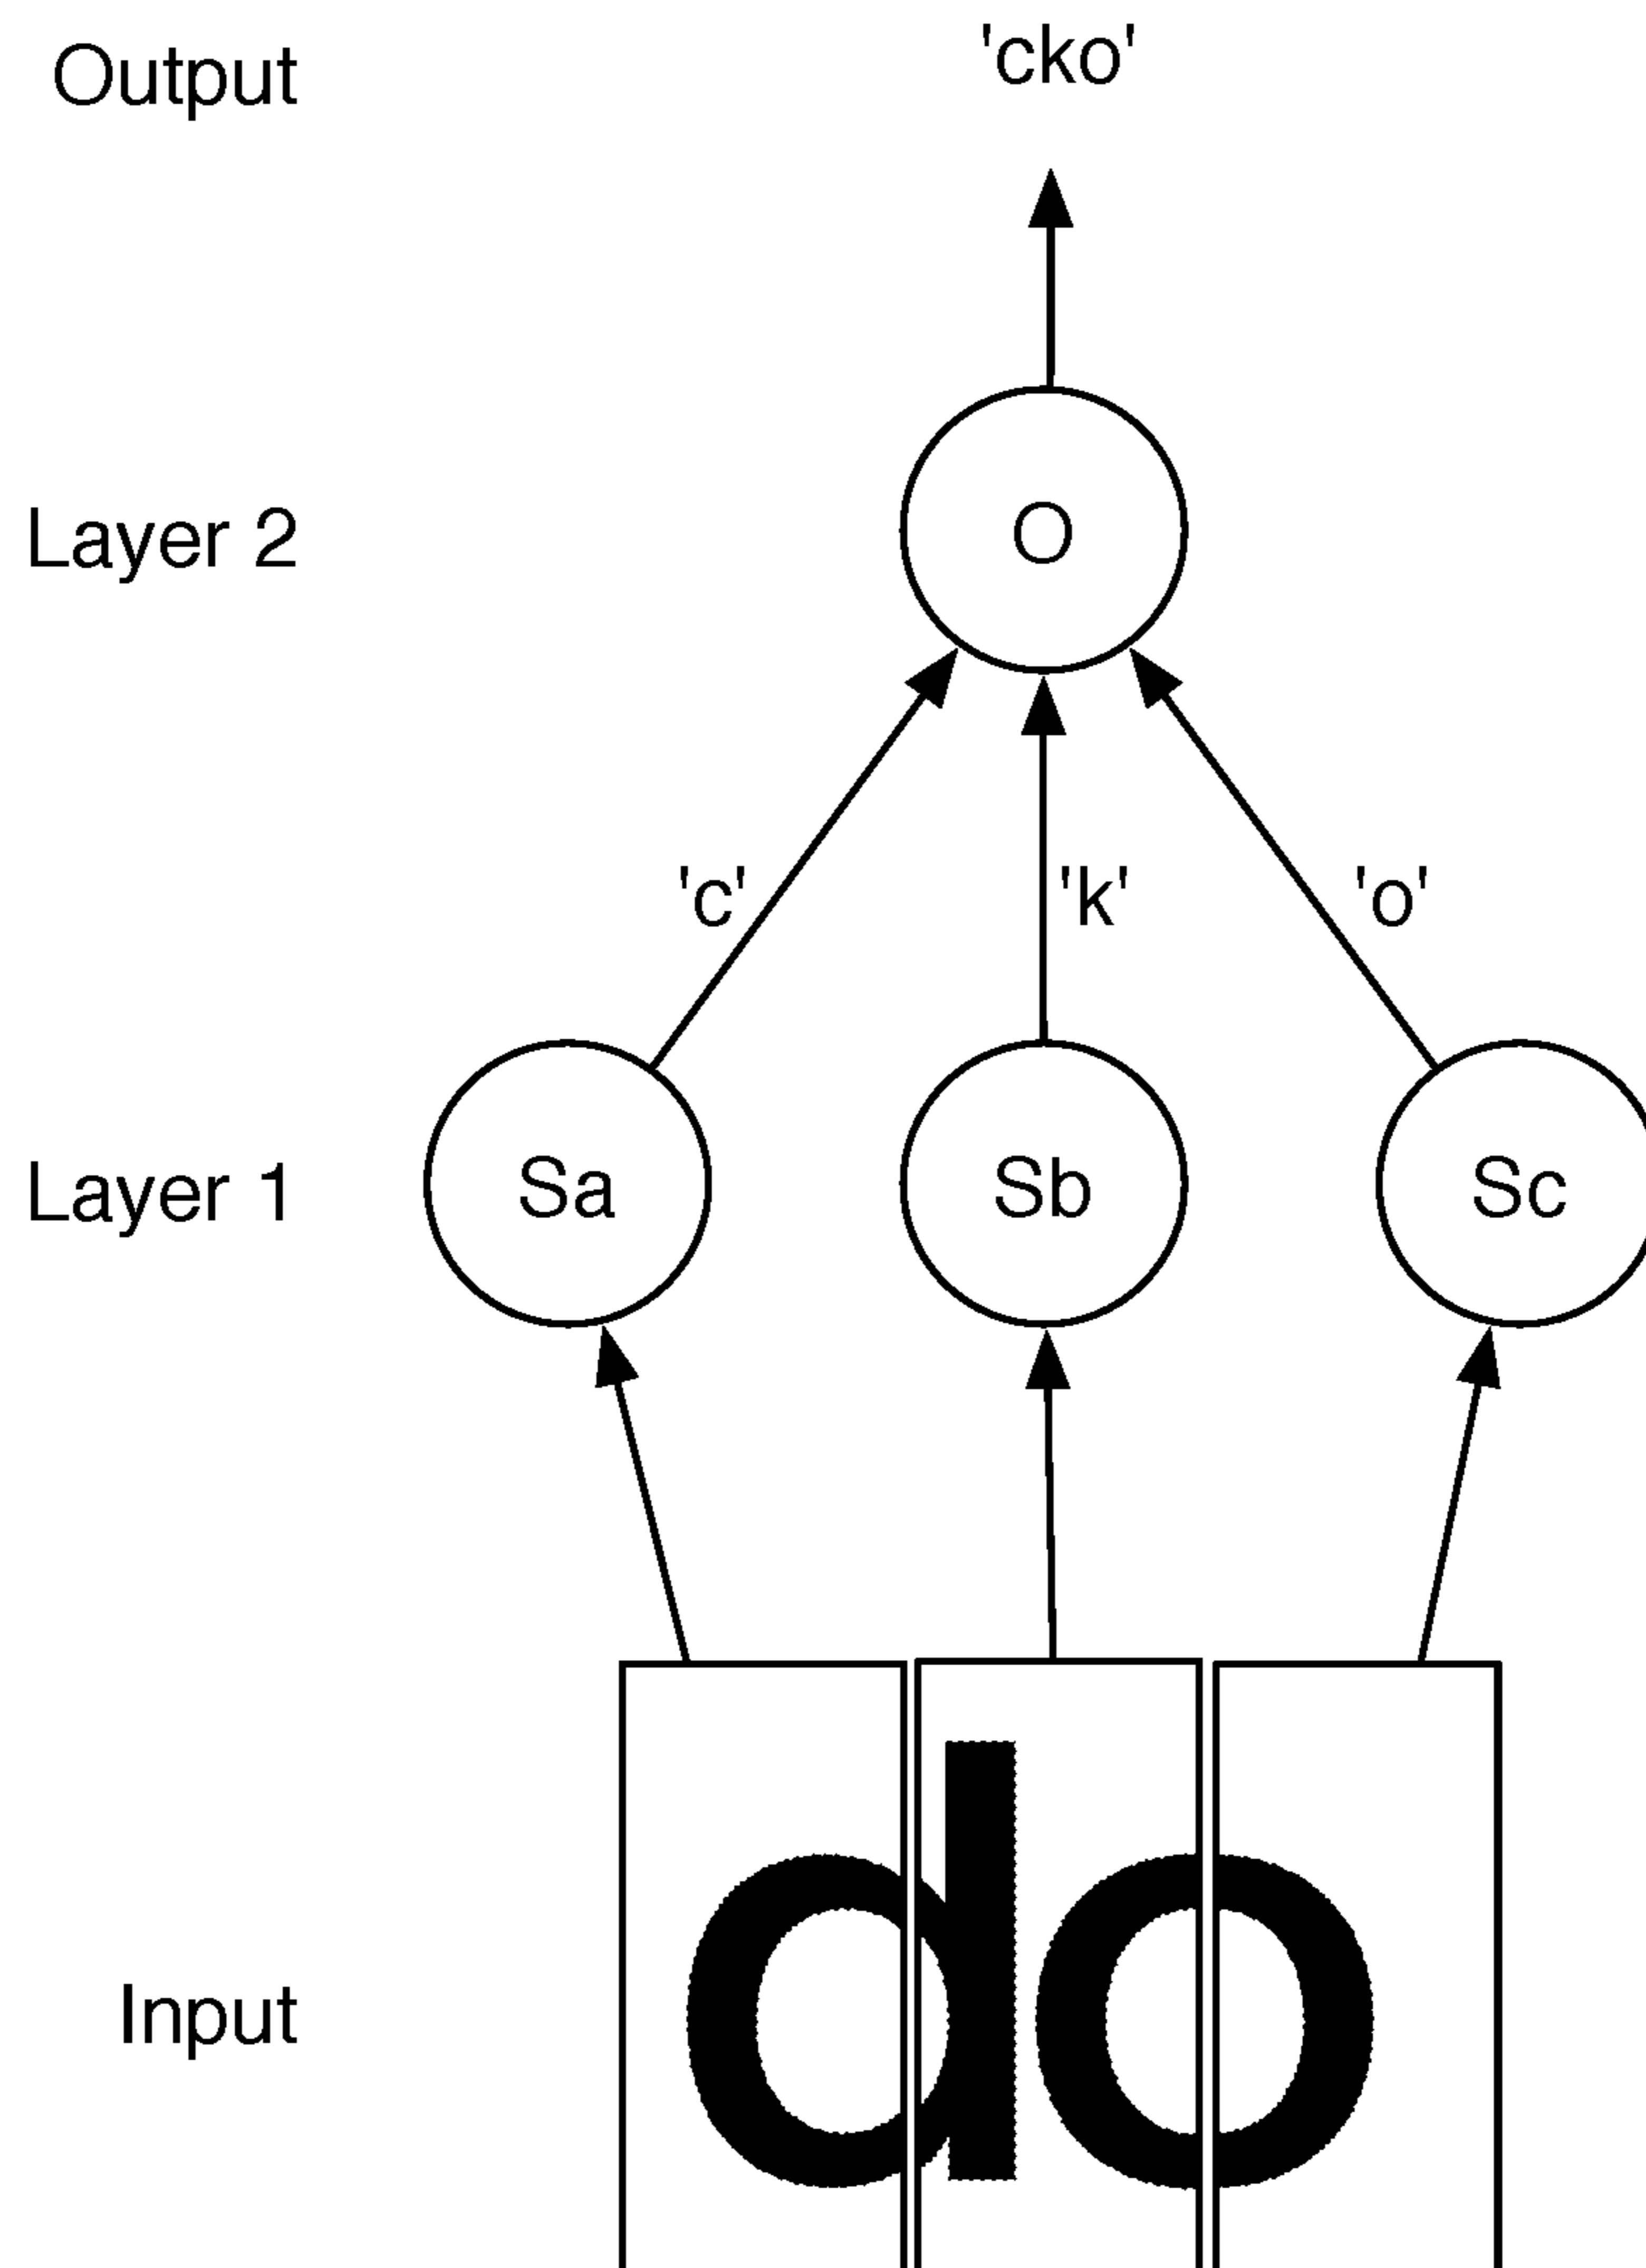 Output 'cko'
Layer 2 O
'c' 'k' 'o'
Layer 1 Sa Sb Sc
Input do